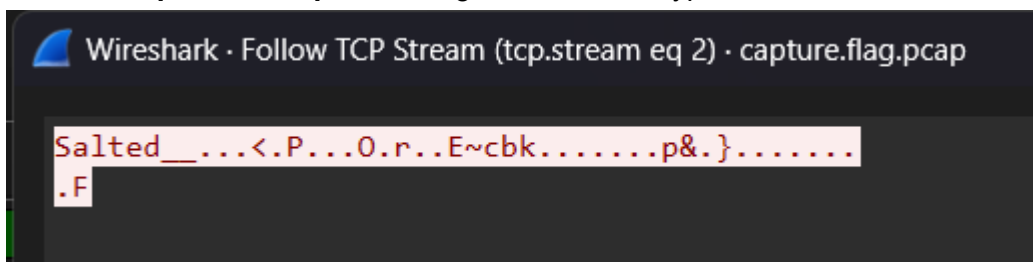 Wireshark · Follow TCP Stream (tcp.stream eq 2) · capture.flag.pcap
Salted__...<.P...O.r..E~cbk.......p&.}.......
.F